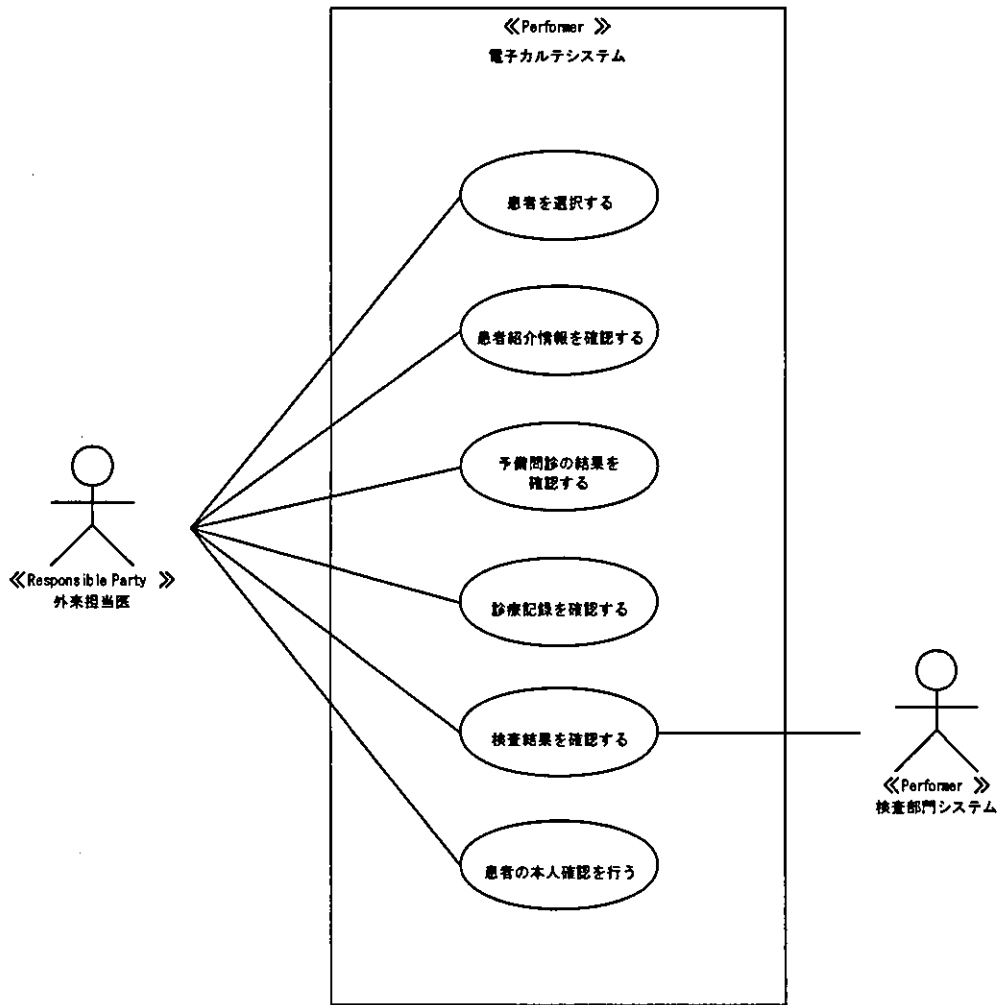 ≪Performer ≫
電子カルテシステム
患者を選択する
患者紹介情報を確認する
予備問診の結果を
確認する
≪Responsible Party ≫
外来担当医
診療記録を確認する
検査結果を確認する
≪Performer ≫
検査部門システム
患者の本人確認を行う